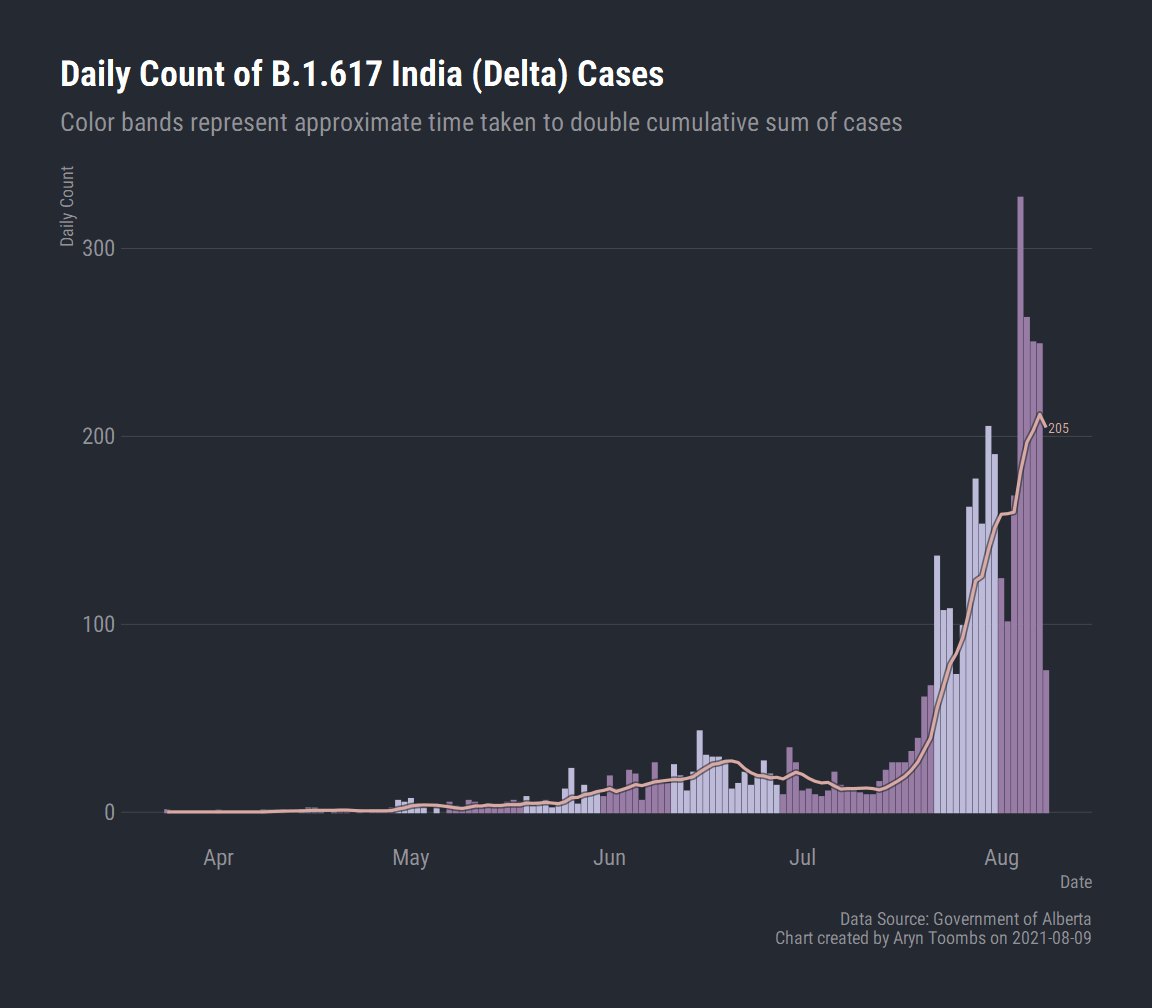 Daily Count of B.1.617 India (Delta) Cases
Color bands represent approximate time taken to double cumulative sum of cases
Daily Count
300
200
205
100
0
Apr May Jun Jul Aug
Date
Data Source: Government of Alberta
Chart created by Aryn Toombs on 2021-08-09